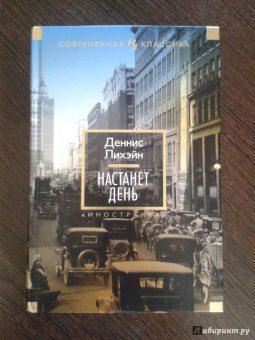 СОВРЕМЕННАЯ КЛАССИКА
Деннис
Лихэйн
НАСТАНЕТ
ДЕНЬ
иностранка
Лабиринт.ру